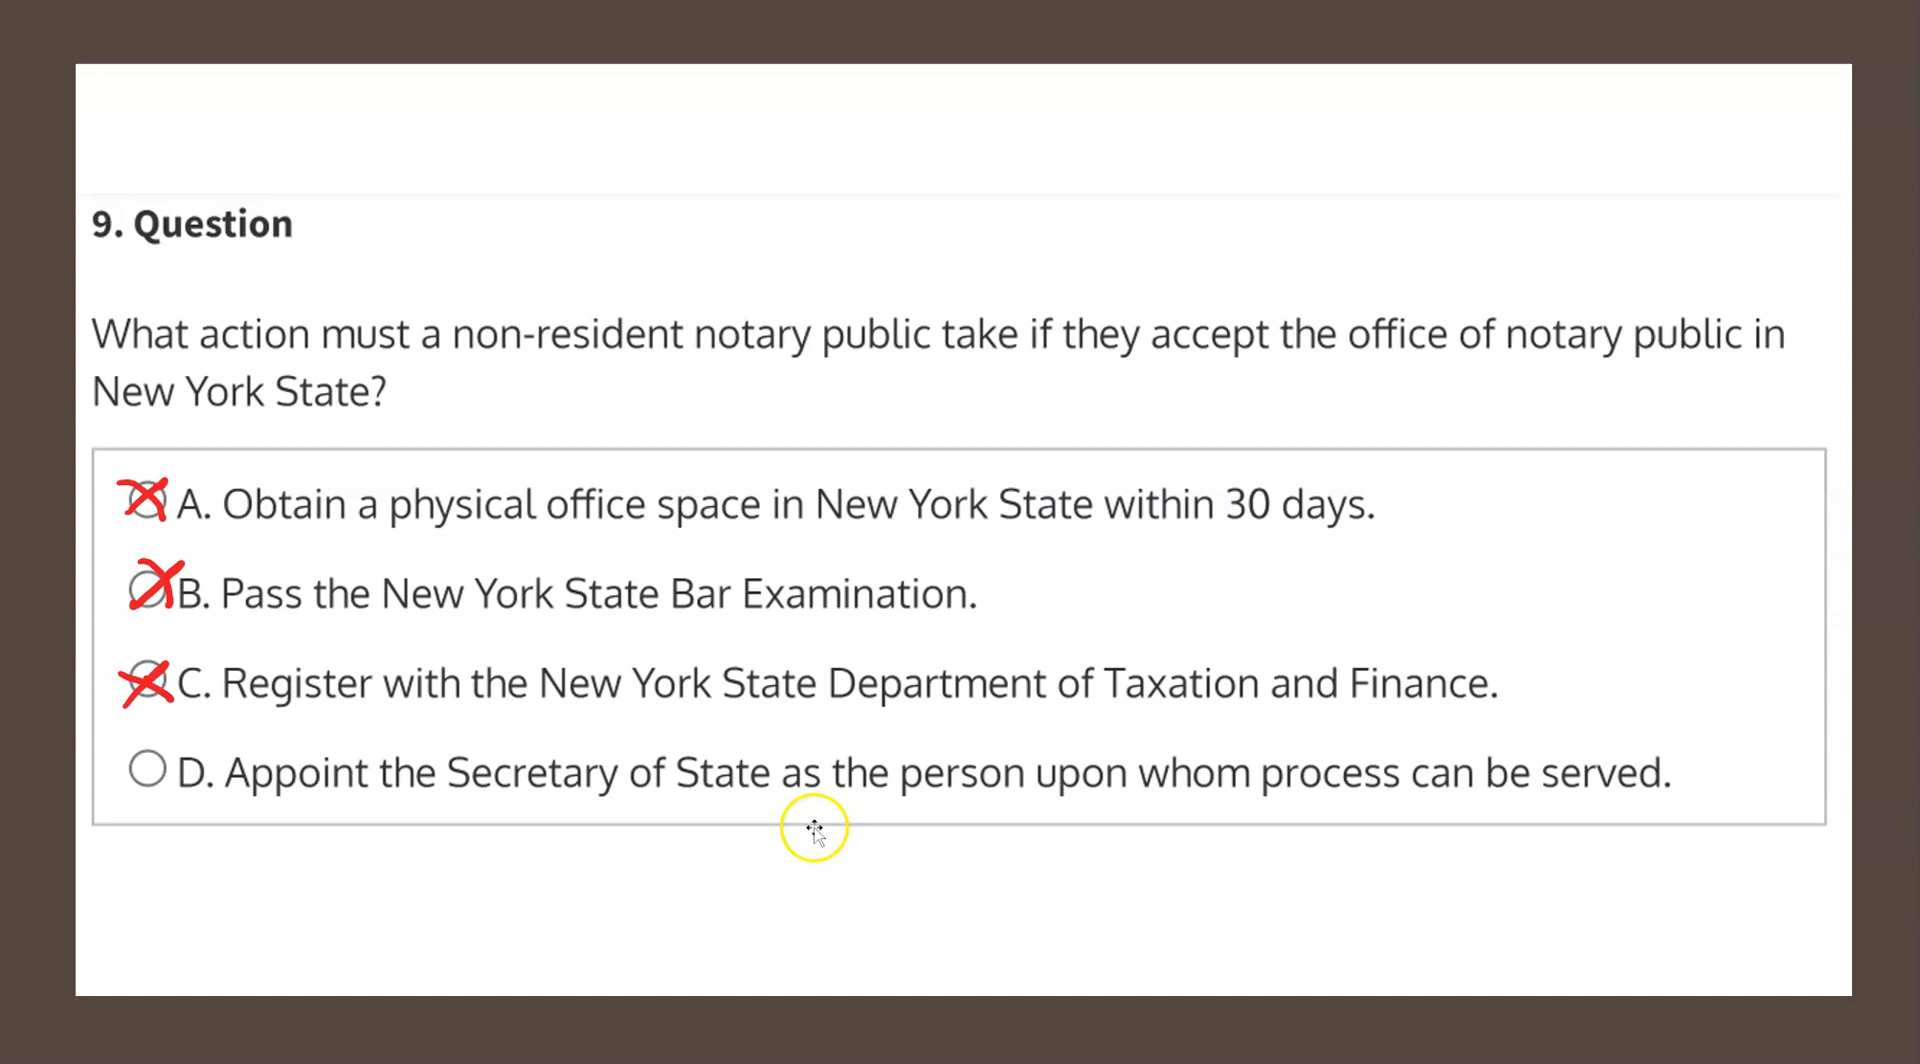 9. Question
What action must a non-resident notary public take if they accept the office of notary public in
New York State?
A. Obtain a physical office space in New York State within 30 days.
B. Pass the New York State Bar Examination.
C. Register with the New York State Department of Taxation and Finance.
D. Appoint the Secretary of State as the person upon whom process can be served.